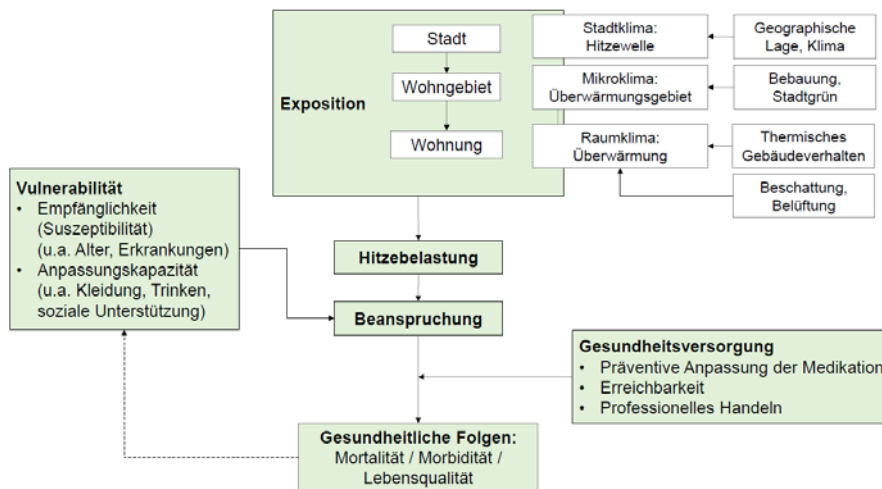 Exposition
Stadt
Wohngebiet
Wohnung
Stadtklima:
Hitzewelle
Geographische
Lage, Klima
Mikroklima:
Überwärmungsgebiet
Bebauung,
Stadtgrün
Raumklima:
Überwärmung
Thermisches
Gebäudeverhalten
Beschattung,
Belüftung
Vulnerabilität
• Empfänglichkeit
(Suszeptibilität)
(u.a. Alter, Erkrankungen)
• Anpassungskapazität
(u.a. Kleidung, Trinken,
soziale Unterstützung)
Hitzebelastung
Beanspruchung
Gesundheitsversorgung
• Präventive Anpassung der Medikation
• Erreichbarkeit
• Professionelles Handeln
Gesundheitliche Folgen:
Mortalität / Morbidität /
Lebensqualität